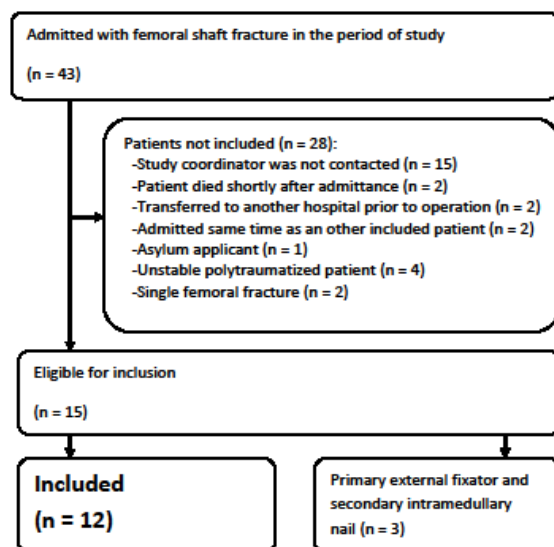 Admitted with femoral shaft fracture in the period of study
(n = 43)
Patients not included (n = 28):
-Study coordinator was not contacted (n = 15)
-Patient died shortly after admittance (n = 2)
-Transferred to another hospital prior to operation (n = 2)
-Admitted same time as an other included patient (n = 2)
-Asylum applicant (n = 1)
-Unstable polytraumatized patient (n = 4)
-Single femoral fracture (n = 2)
Eligible for inclusion
(n = 15)
Included
(n = 12)
Primary external fixator and
secondary intramedullary
nail (n = 3)